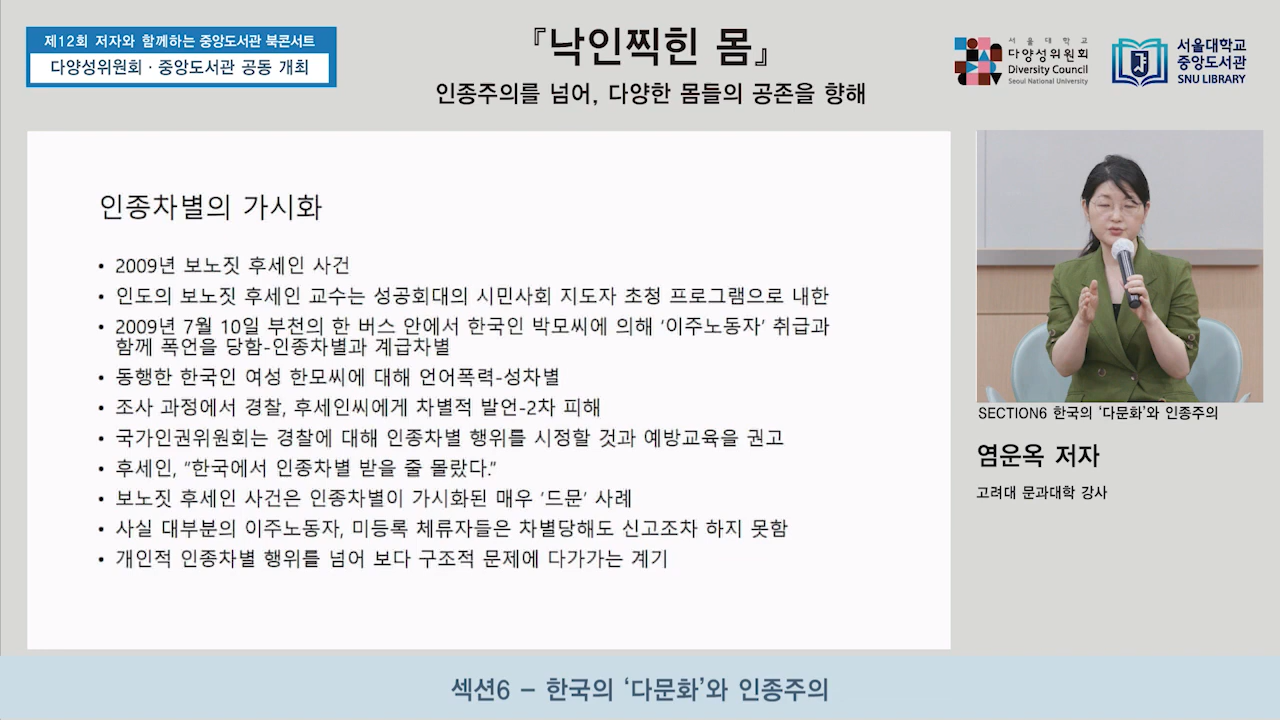 제12회 저자와 함께하는 중앙도서관 북콘서트
다양성위원회 · 중앙도서관 공동 개최
『낙인찍힌 몸』
인종주의를 넘어, 다양한 몸들의 공존을 향해
서울대학교
다양성위원회
Diversity Council
Seoul National University
서울대학교
중앙도서관
SNU LIBRARY
인종차별의 가시화
• 2009년 보노짓 후세인 사건
• 인도의 보노짓 후세인 교수는 성공회대의 시민사회 지도자 초청 프로그램으로 내한
• 2009년 7월 10일 부천의 한 버스 안에서 한국인 박모씨에 의해 ‘이주노동자’ 취급과
함께 폭언을 당함-인종차별과 계급차별
• 동행한 한국인 여성 한모씨에 대해 언어폭력-성차별
• 조사 과정에서 경찰, 후세인씨에게 차별적 발언-2차 피해
• 국가인권위원회는 경찰에 대해 인종차별 행위를 시정할 것과 예방교육을 권고
• 후세인, “한국에서 인종차별 받을 줄 몰랐다.”
• 보노짓 후세인 사건은 인종차별이 가시화된 매우 ‘드문’ 사례
• 사실 대부분의 이주노동자, 미등록 체류자들은 차별당해도 신고조차 하지 못함
• 개인적 인종차별 행위를 넘어 보다 구조적 문제에 다가가는 계기
SECTION6 한국의 ‘다문화’와 인종주의
염운옥 저자
고려대 문과대학 강사
섹션6 – 한국의 ‘다문화’와 인종주의